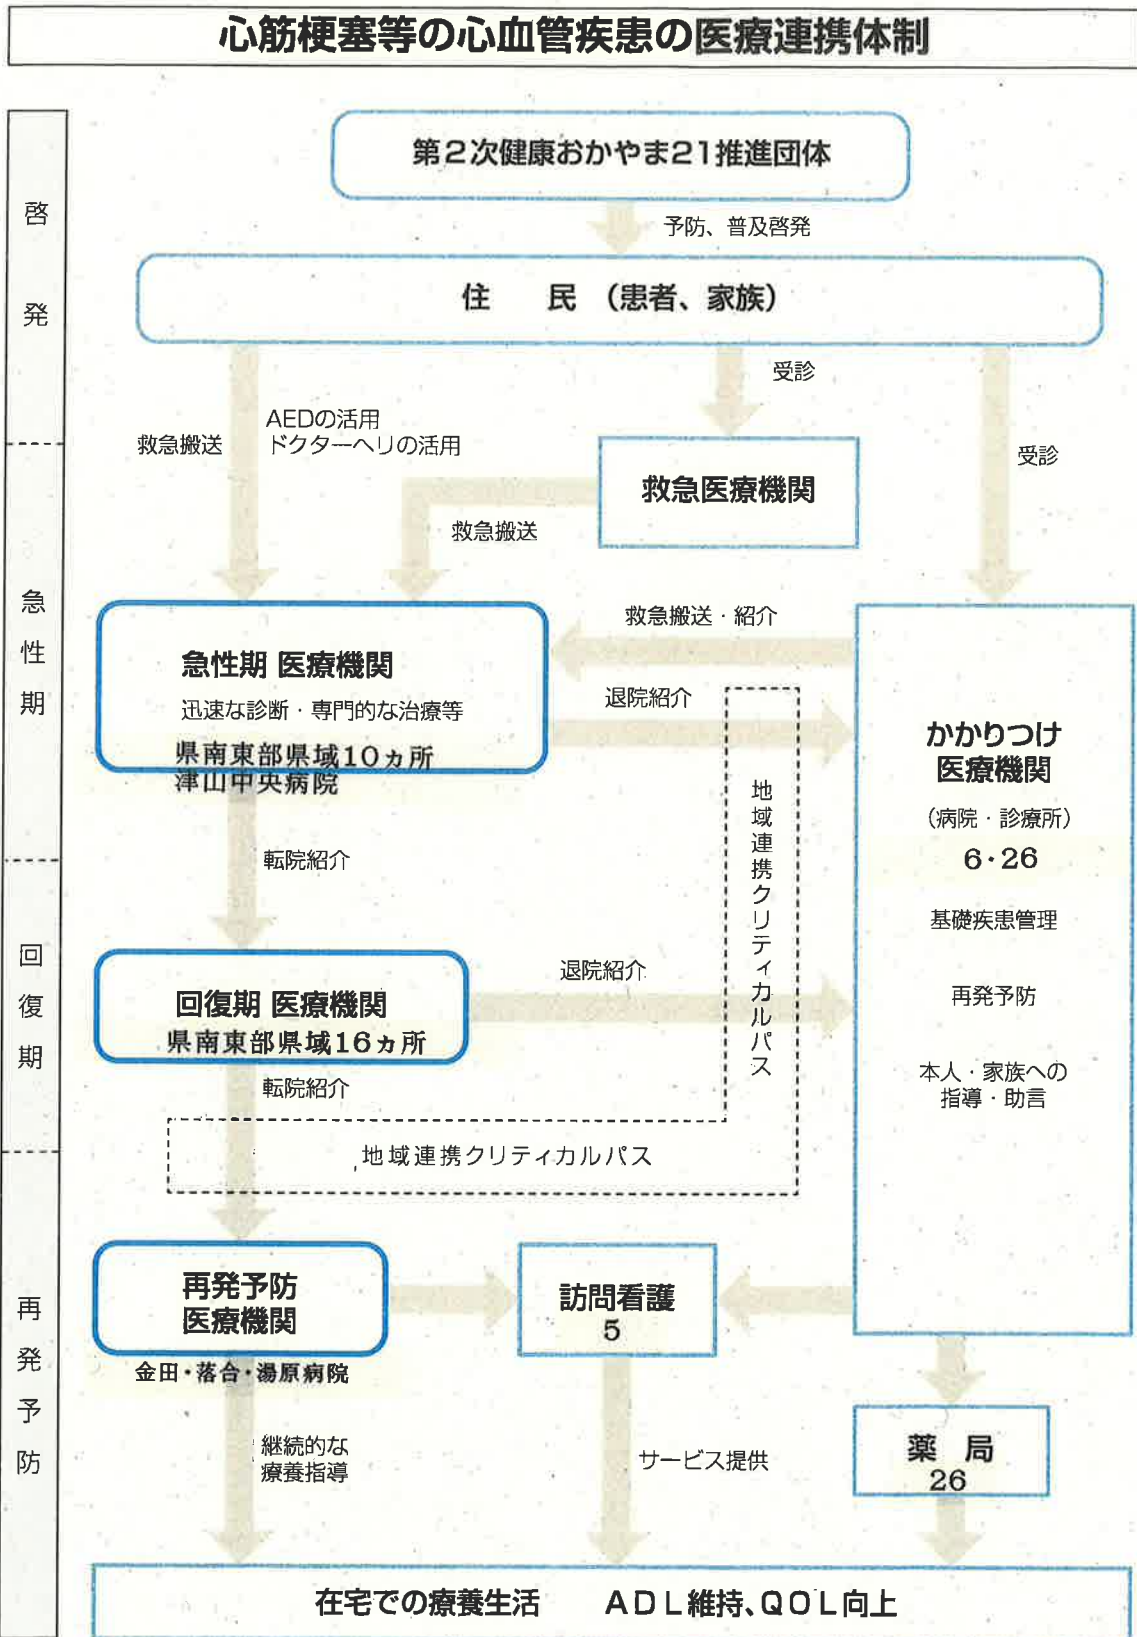 心筋梗塞等の心血管疾患の医療連携体制
啓発
第2次健康おかやま21推進団体
予防、普及啓発
住　民（患者、家族）
受診
AEDの活用
救急搬送
ドクターヘリの活用
受診
救急医療機関
救急搬送
急性期
急性期 医療機関
迅速な診断・専門的な治療等
県南東部県域10ヵ所
津山中央病院
救急搬送・紹介
退院紹介
かかりつけ
医療機関
（病院・診療所）
6・26
基礎疾患管理
再発予防
本人・家族への
指導・助言
地域連携クリティカルパス
転院紹介
回復期
回復期 医療機関
県南東部県域16ヵ所
退院紹介
転院紹介
地域連携クリティカルパス
再発予防
再発予防
医療機関
金田・落合・湯原病院
訪問看護
5
継続的な
療養指導
サービス提供
薬　局
26
在宅での療養生活　　ADL維持、QOL向上